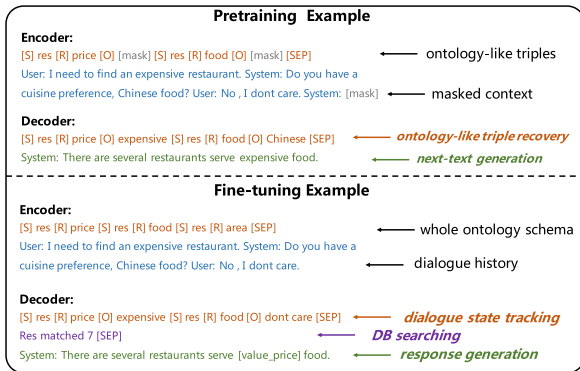 Pretraining Example
Encoder:
[S] res [R] price [O] [mask] [S] res [R] food [O] [mask] [SEP]
ontology-like triples
User: I need to find an expensive restaurant. System: Do you have a
cuisine preference, Chinese food? User: No , I dont care. System: [mask]
masked context
Decoder:
[S] res [R] price [O] expensive [S] res [R] food [O] Chinese [SEP]
ontology-like triple recovery
System: There are several restaurants serve expensive food.
next-text generation
Fine-tuning Example
Encoder:
[S] res [R] price [S] res [R] food [S] res [R] area [SEP]
whole ontology schema
User: I need to find an expensive restaurant. System: Do you have a
cuisine preference, Chinese food? User: No , I dont care.
dialogue history
Decoder:
[S] res [R] price [O] expensive [S] res [R] food [O] dont care [SEP]
dialogue state tracking
Res matched 7 [SEP]
DB searching
System: There are several restaurants serve [value_price] food.
response generation